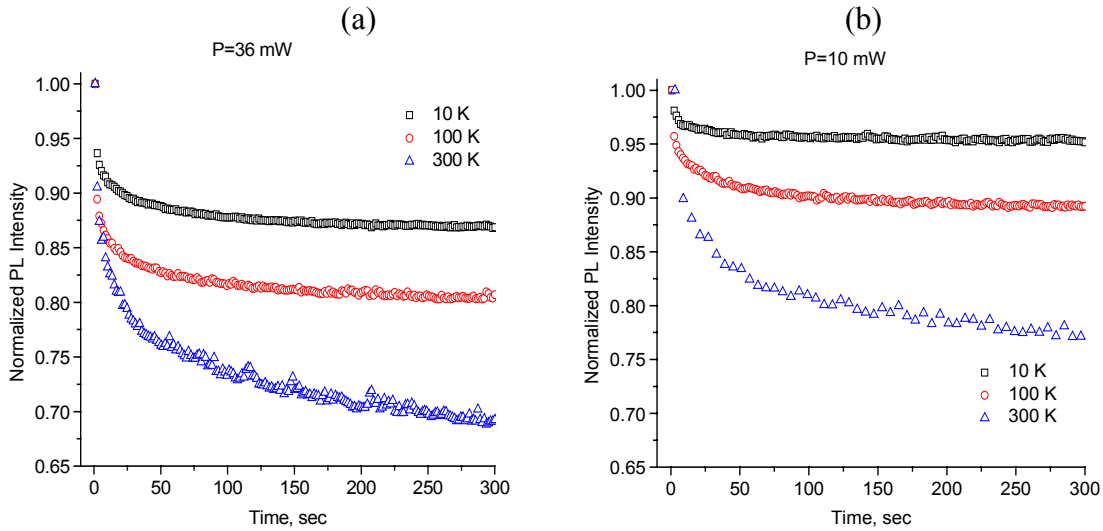 (a)
P=36 mW
1.00
0.95
0.90
0.85
0.80
0.75
0.70
0.65
Normalized PL Intensity
10 K
100 K
300 K
0 50 100 150 200 250 300
Time, sec
(b)
P=10 mW
1.00
0.95
0.90
0.85
0.80
0.75
0.70
0.65
Normalized PL Intensity
10 K
100 K
300 K
0 50 100 150 200 250 300
Time, sec